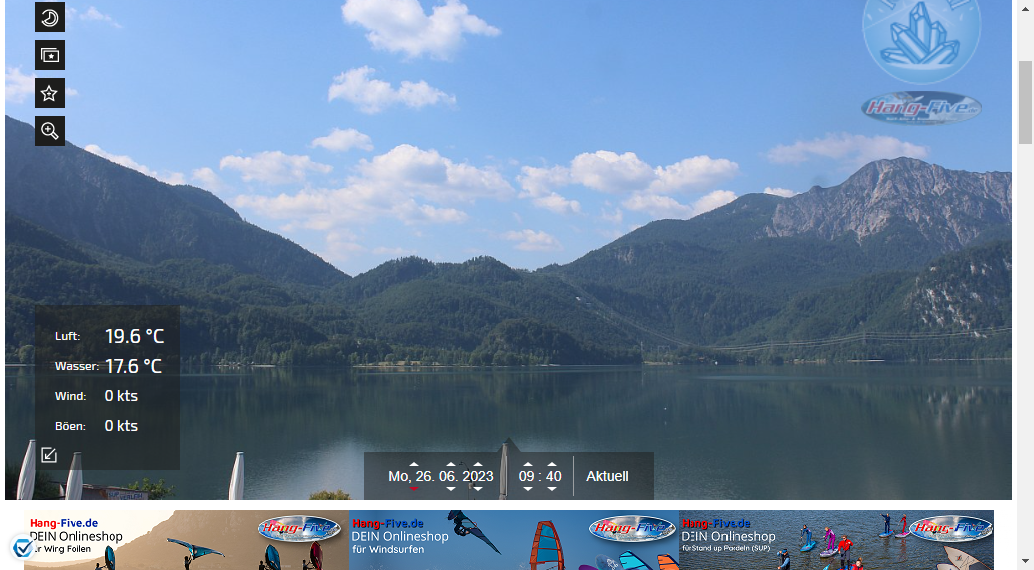 Hang-Five
Luft: 19.6 °C
Wasser: 17.6 °C
Wind: 0 kts
Böen: 0 kts
Mo, 26. 06. 2023 09 : 40 Aktuell
Hang-Five.de
DEIN Onlineshop
für Wing Foilen
Hang-Five
Hang-Five.de
DEIN Onlineshop
für Windsurfen
Hang-Five
Hang-Five.de
DEIN Onlineshop
für Stand up Paddeln (SUP)
Hang-Five